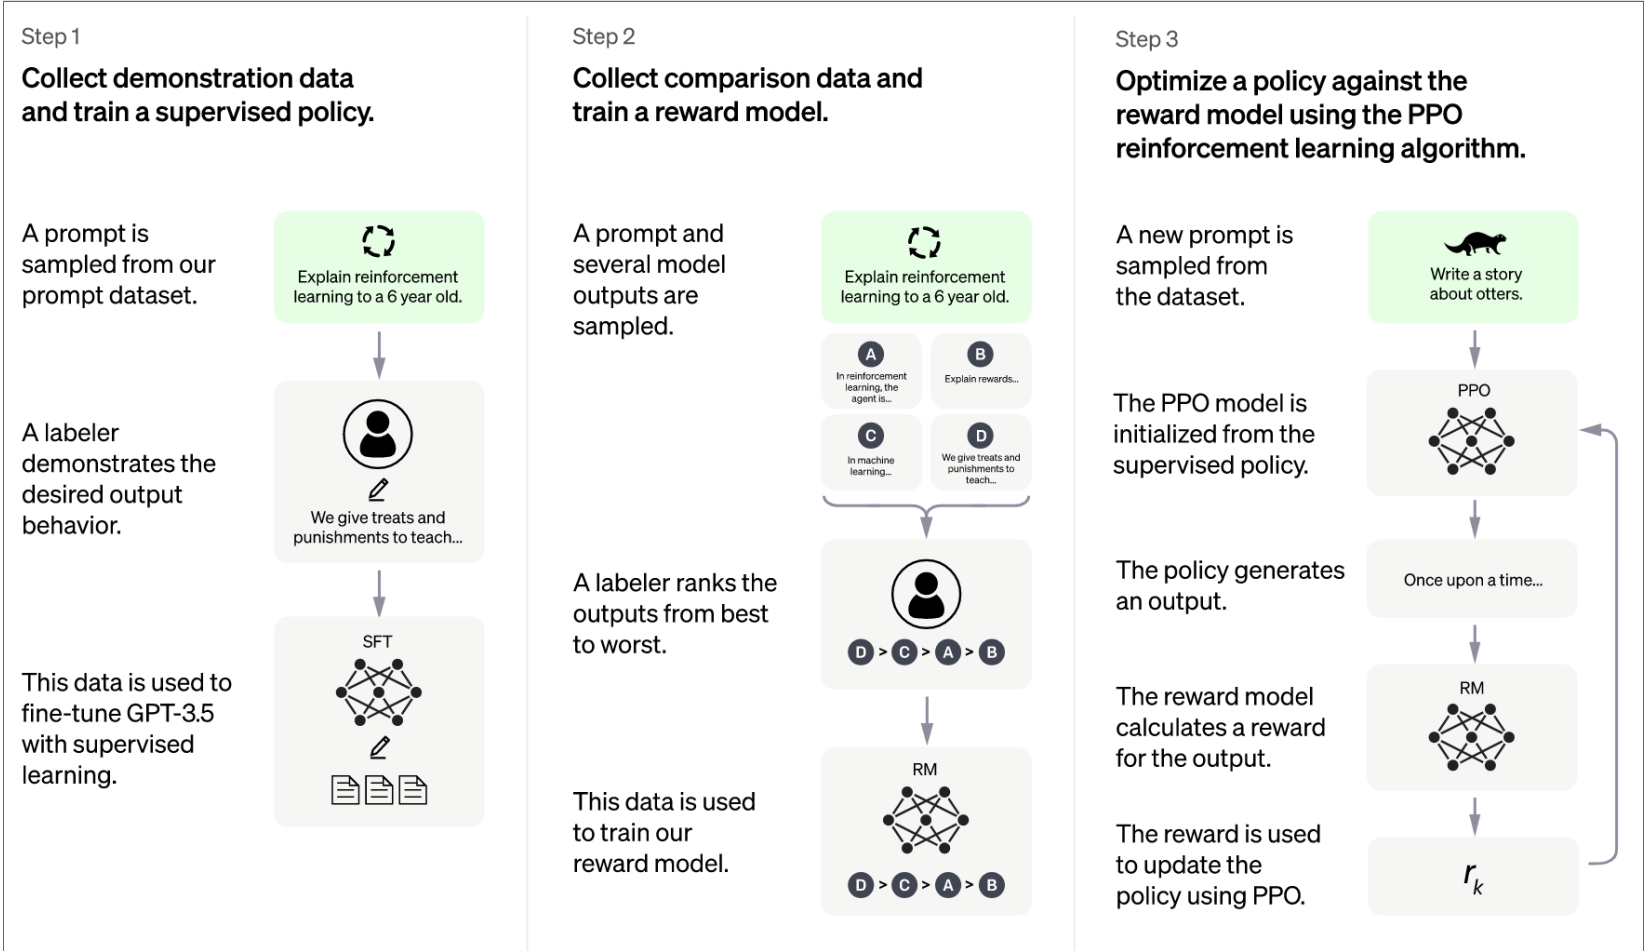 Step 1
Collect demonstration data
and train a supervised policy.
A prompt is
sampled from our
prompt dataset.
Explain reinforcement
learning to a 6 year old.
A labeler
demonstrates the
desired output
behavior.
We give treats and
punishments to teach...
This data is used to
fine-tune GPT-3.5
with supervised
learning.
SFT
Step 2
Collect comparison data and
train a reward model.
A prompt and
several model
outputs are
sampled.
Explain reinforcement
learning to a 6 year old.
A
In reinforcement
learning, the
agent is...
B
Explain rewards...
C
In machine
learning...
D
We give treats and
punishments to
teach...
A labeler ranks the
outputs from best
to worst.
D > C > A > B
This data is used
to train our
reward model.
RM
D > C > A > B
Step 3
Optimize a policy against the
reward model using the PPO
reinforcement learning algorithm.
A new prompt is
sampled from
the dataset.
Write a story
about otters.
The PPO model is
initialized from the
supervised policy.
PPO
The policy generates
an output.
Once upon a time...
The reward model
calculates a reward
for the output.
RM
The reward is used
to update the
policy using PPO.
rk